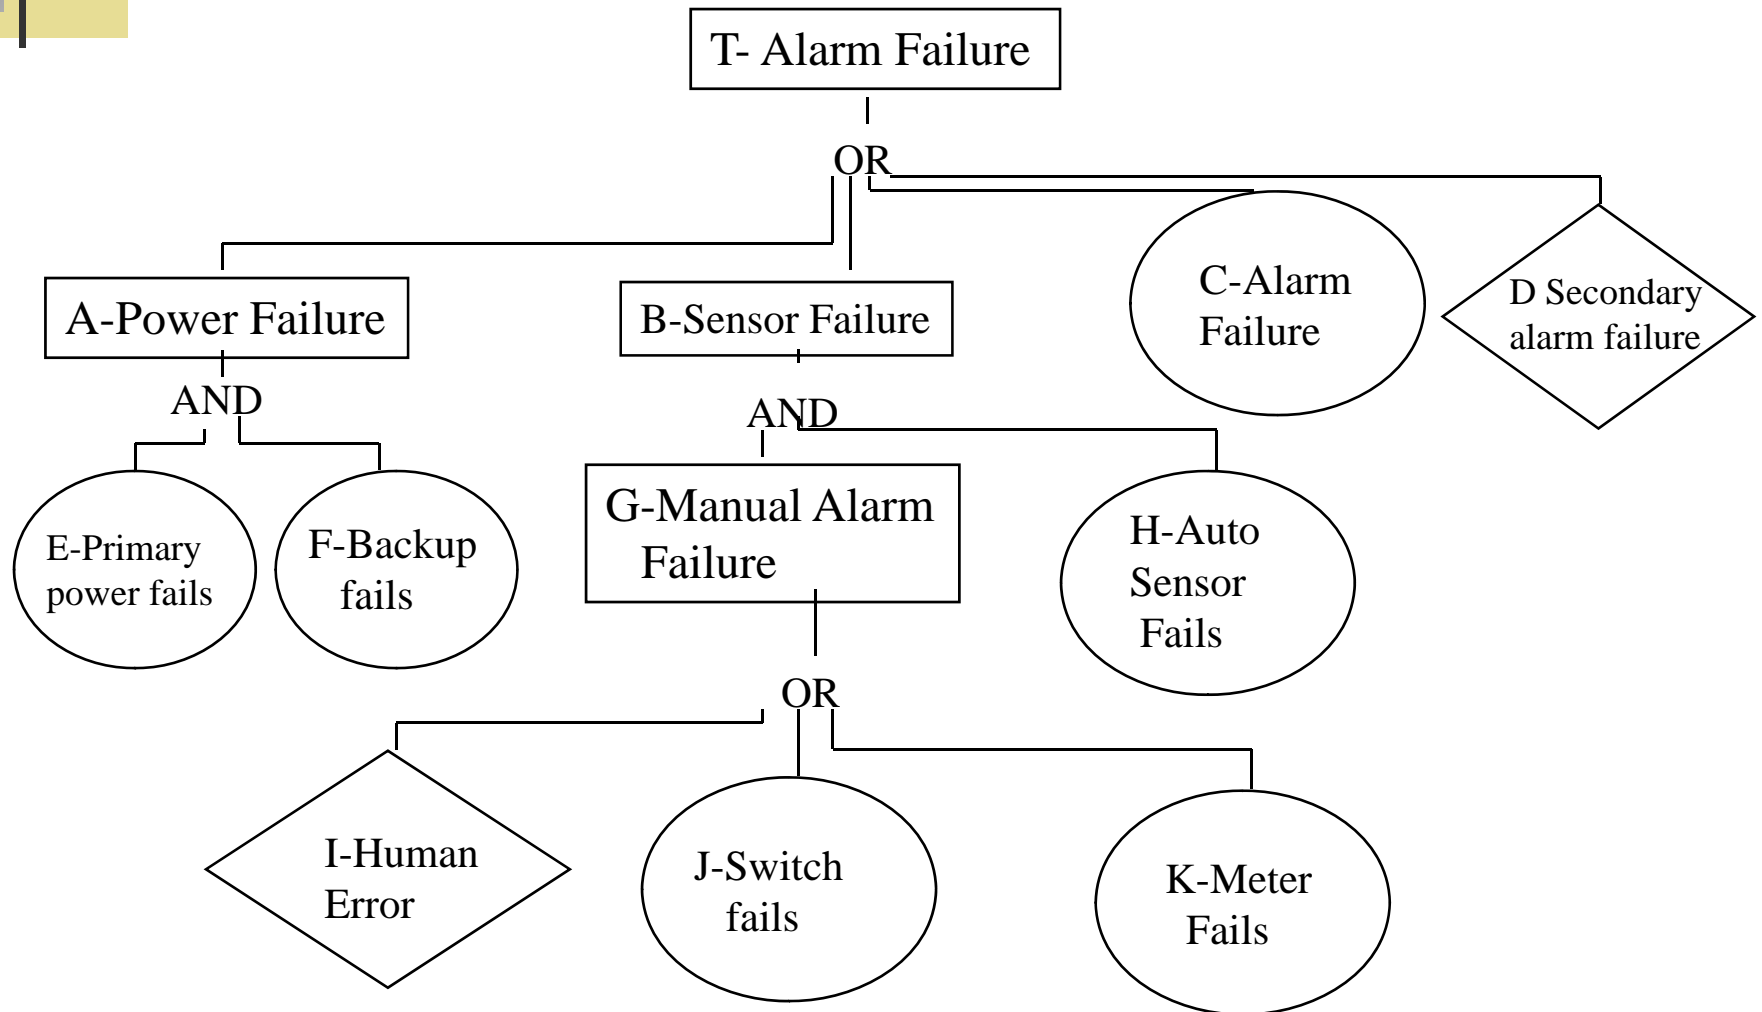 T- Alarm Failure
OR
A-Power Failure
B-Sensor Failure
C-Alarm
Failure
D Secondary
alarm failure
AND
AND
E-Primary
power fails
F-Backup
fails
G-Manual Alarm
Failure
H-Auto
Sensor
Fails
OR
I-Human
Error
J-Switch
fails
K-Meter
Fails